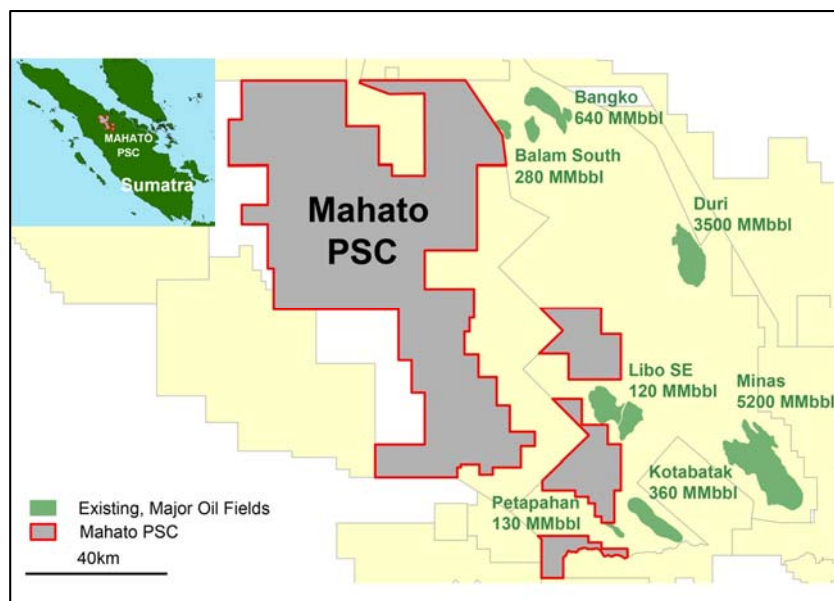 MAHATO
PSC
Sumatra
Mahato
PSC
Bangko
640 MMbbl
Balam South
280 MMbbl
Duri
3500 MMbbl
Libo SE
120 MMbbl
Minas
5200 MMbbl
Kotabatak
360 MMbbl
Petapahan
130 MMbbl
Existing, Major Oil Fields
Mahato PSC
40km